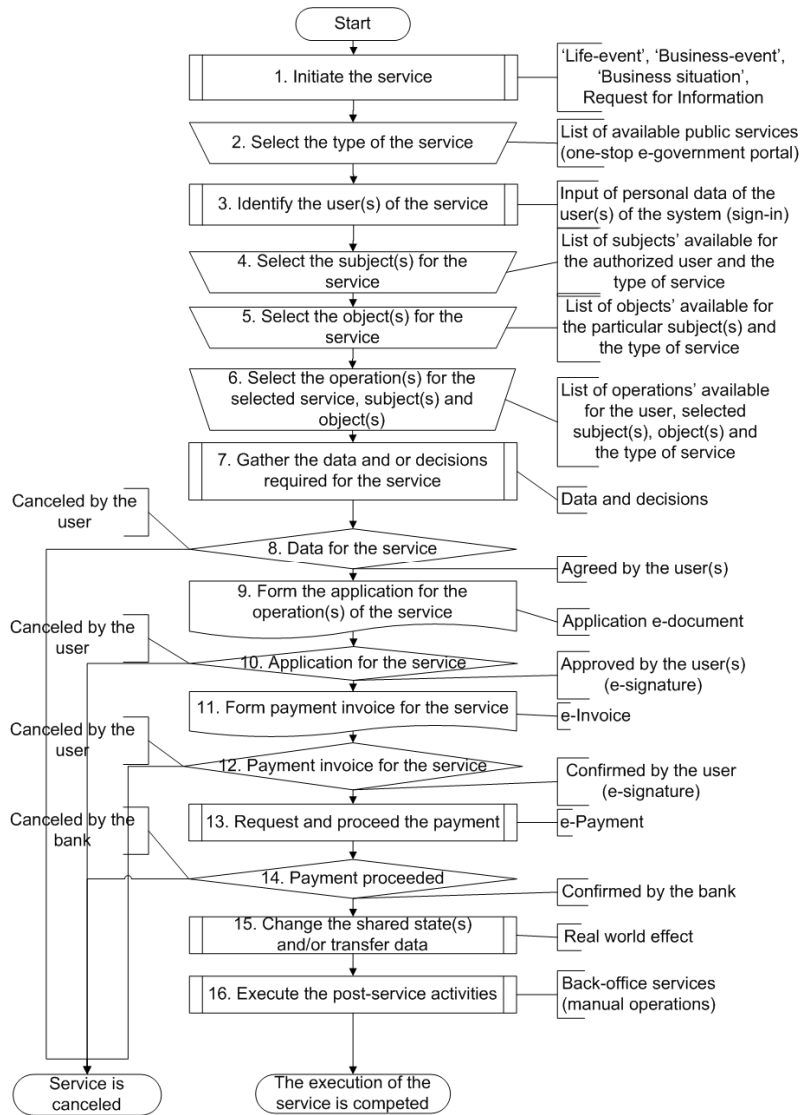 Start
1. Initiate the service
‘Life-event’, ‘Business-event’,
‘Business situation’,
Request for Information
2. Select the type of the service
List of available public services
(one-stop e-government portal)
3. Identify the user(s) of the service
Input of personal data of the
user(s) of the system (sign-in)
4. Select the subject(s) for the
service
List of subjects’ available for
the authorized user and the
type of service
5. Select the object(s) for the
service
List of objects’ available for
the particular subject(s) and
the type of service
6. Select the operation(s) for the
selected service, subject(s) and
object(s)
List of operations’ available
for the user, selected
subject(s), object(s) and
the type of service
7. Gather the data and or decisions
required for the service
Data and decisions
Canceled by the
user
8. Data for the service
Agreed by the user(s)
9. Form the application for the
operation(s) of the service
Application e-document
Canceled by the
user
10. Application for the service
Approved by the user(s)
(e-signature)
11. Form payment invoice for the service
e-Invoice
Canceled by the
user
12. Payment invoice for the service
Confirmed by the user
(e-signature)
13. Request and proceed the payment
e-Payment
Canceled by the
bank
14. Payment proceeded
Confirmed by the bank
15. Change the shared state(s)
and/or transfer data
Real world effect
16. Execute the post-service activities
Back-office services
(manual operations)
Service is
canceled
The execution of the
service is competed